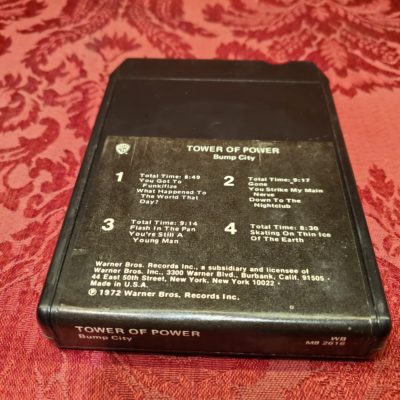 TOWER OF POWER
Bump City
1
Total Time: 8:49
You Got To
Funkifize
What Happened To
The World That
Day?
2
Total Time: 9:17
Gone
You Strike My Main
Nerve
Down To The
Nightclub
3
Total Time: 9:14
Flash In The Pan
You're Still A
Young Man
4
Total Time: 8:30
Skating On Thin Ice
Of The Earth
Warner Bros. Records Inc., a subsidiary and licensee of
Warner Bros. Inc., 3300 Warner Blvd., Burbank, Calif. 91505 ·
44 East 50th Street, New York, New York 10022 ·
Made in U.S.A.
℗ 1972 Warner Bros. Records Inc.
TOWER OF POWER
Bump City
WB
M8 2616